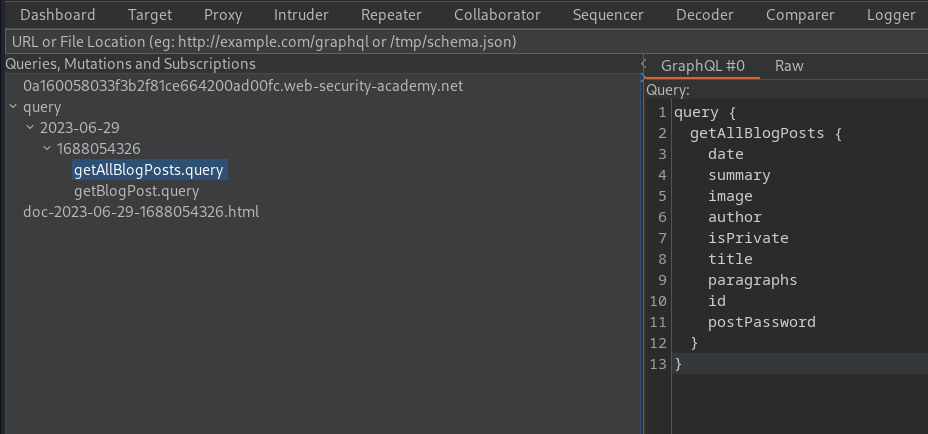 Dashboard Target Proxy Intruder Repeater Collaborator Sequencer Decoder Comparer Logger
URL or File Location (eg: http://example.com/graphql or /tmp/schema.json)
Queries, Mutations and Subscriptions
0a160058033f3b2f81ce664200ad00fc.web-security-academy.net
query
2023-06-29
1688054326
getAllBlogPosts.query
getBlogPost.query
doc-2023-06-29-1688054326.html
GraphQL #0 Raw
Query:
1 query {
2 getAllBlogPosts {
3 date
4 summary
5 image
6 author
7 isPrivate
8 title
9 paragraphs
10 id
11 postPassword
12 }
13 }